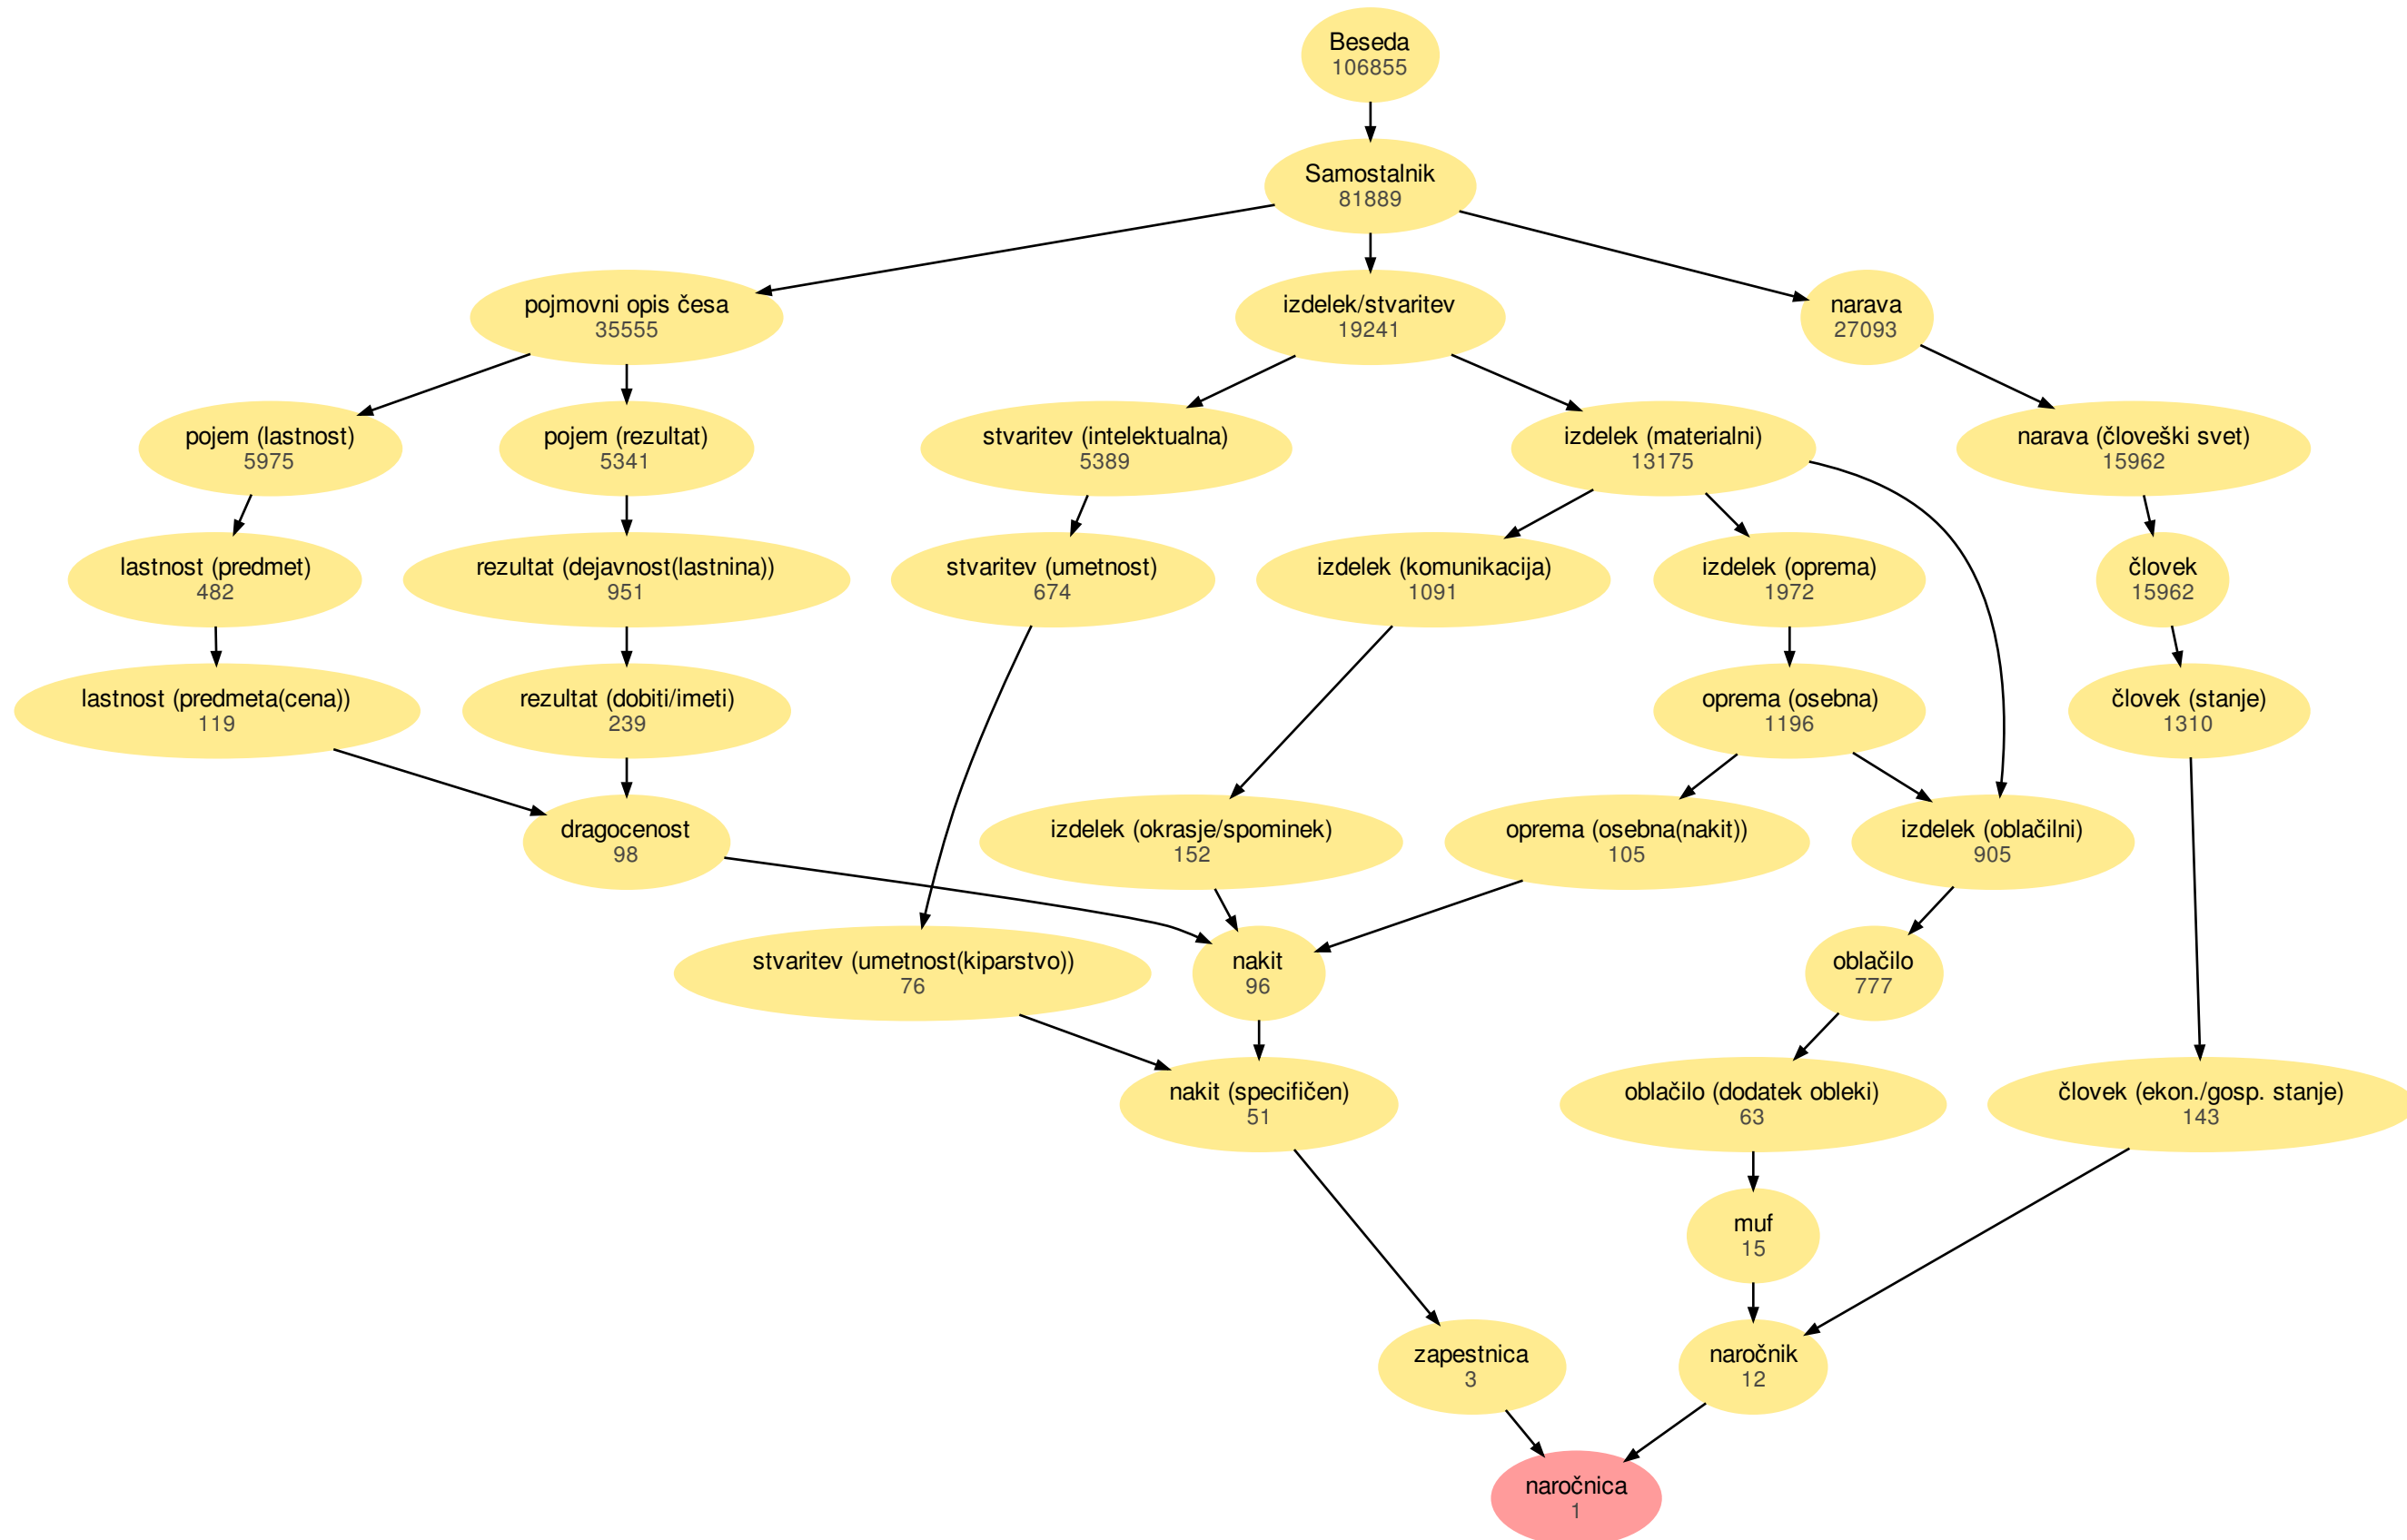 Beseda
106855
Samostalnik
81889
pojmovni opis česa
35555
izdelek/stvaritev
19241
narava
27093
pojem (lastnost)
5975
pojem (rezultat)
5341
stvaritev (intelektualna)
5389
izdelek (materialni)
13175
narava (človeški svet)
15962
lastnost (predmet)
482
rezultat (dejavnost(lastnina))
951
stvaritev (umetnost)
674
izdelek (komunikacija)
1091
izdelek (oprema)
1972
človek
15962
lastnost (predmeta(cena))
119
rezultat (dobiti/imeti)
239
oprema (osebna)
1196
človek (stanje)
1310
dragocenost
98
izdelek (okrasje/spominek)
152
oprema (osebna(nakit))
105
izdelek (oblačilni)
905
stvaritev (umetnost(kiparstvo))
76
nakit
96
oblačilo
777
nakit (specifičen)
51
oblačilo (dodatek obleki)
63
človek (ekon./gosp. stanje)
143
muf
15
zapestnica
3
naročnik
12
naročnica
1